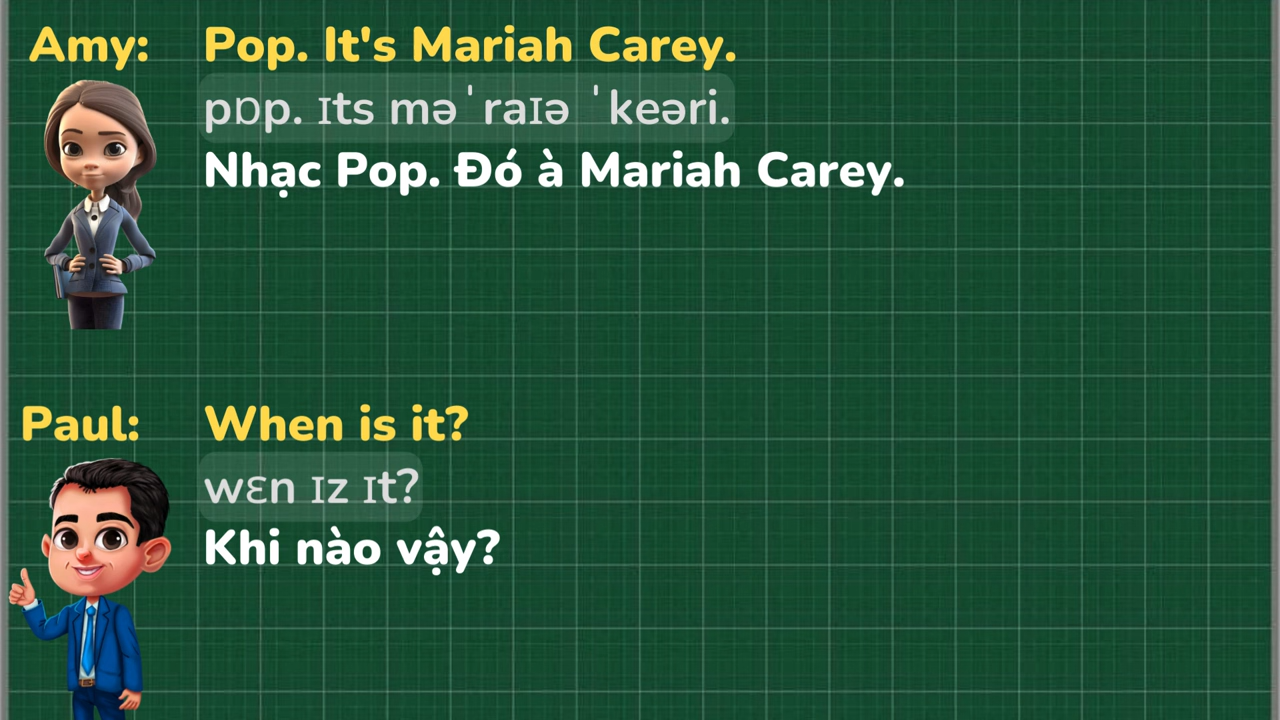 Amy: Pop. It's Mariah Carey.
pɒp. ɪts məˈraɪə ˈkeəri.
Nhạc Pop. Đó à Mariah Carey.
Paul: When is it?
wɛn ɪz ɪt?
Khi nào vậy?